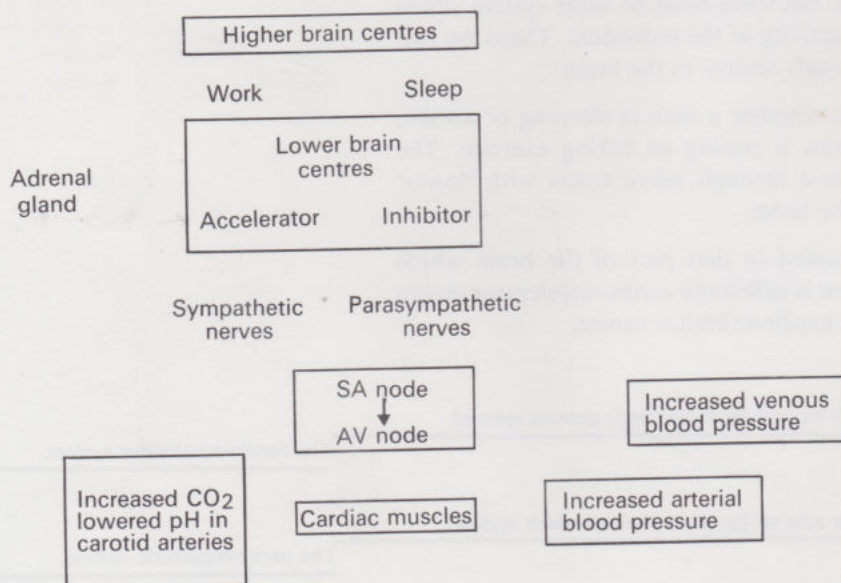 Higher brain centres
Work Sleep
Lower brain
centres
Adrenal
gland
Accelerator Inhibitor
Sympathetic
nerves
Parasympathetic
nerves
SA node
AV node
Increased venous
blood pressure
Increased CO2
lowered pH in
carotid arteries
Cardiac muscles
Increased arterial
blood pressure